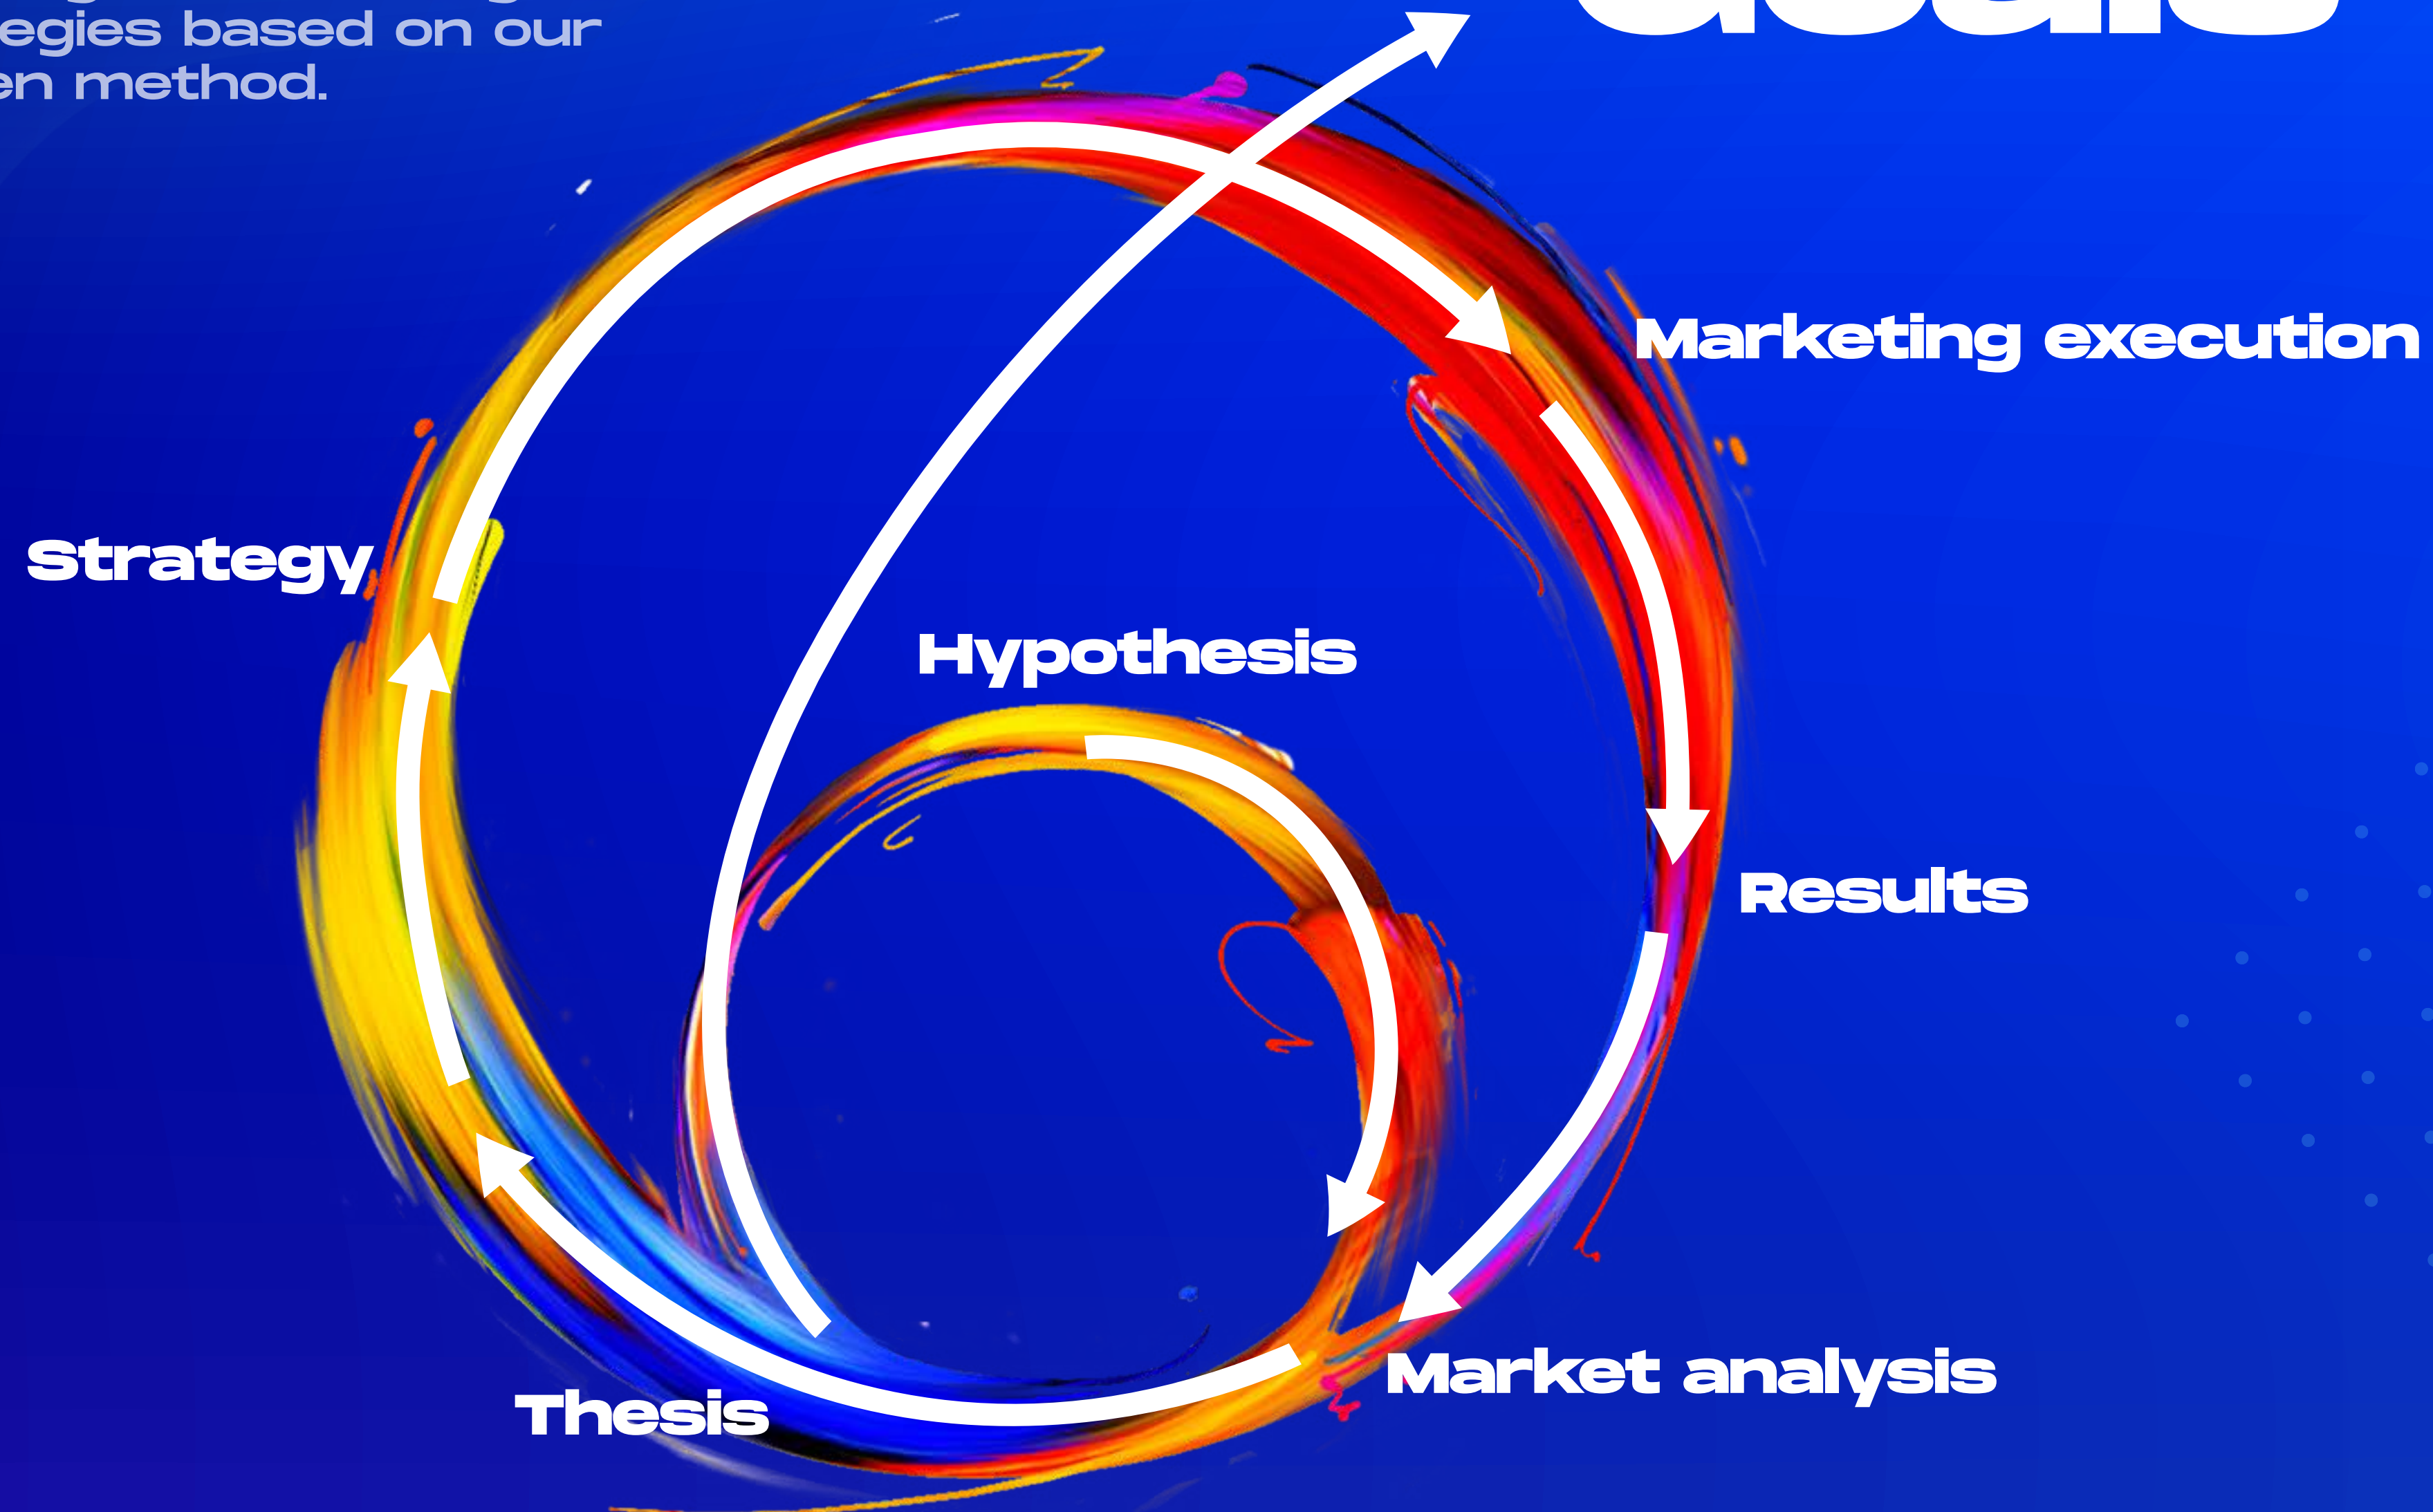 egies based on our
en method.
Marketing execution
Strategy
Hypothesis
Results
Market analysis
Thesis